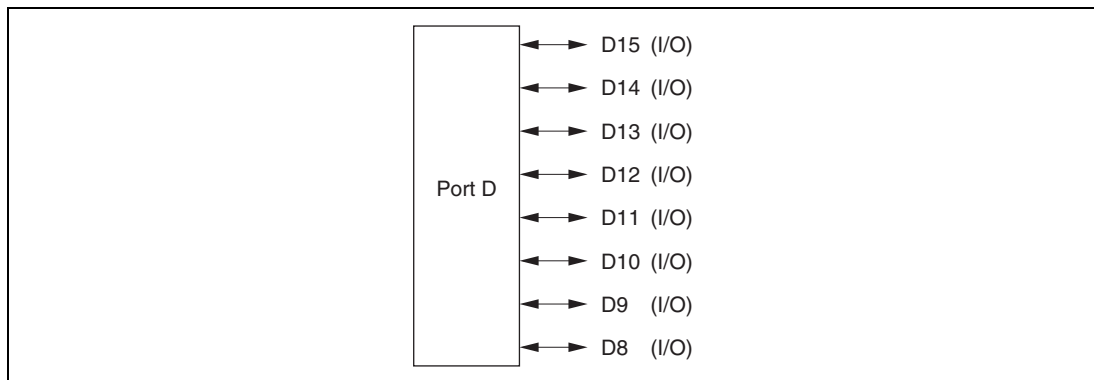 D15 (I/O)
D14 (I/O)
D13 (I/O)
D12 (I/O)
Port D
D11 (I/O)
D10 (I/O)
D9 (I/O)
D8 (I/O)